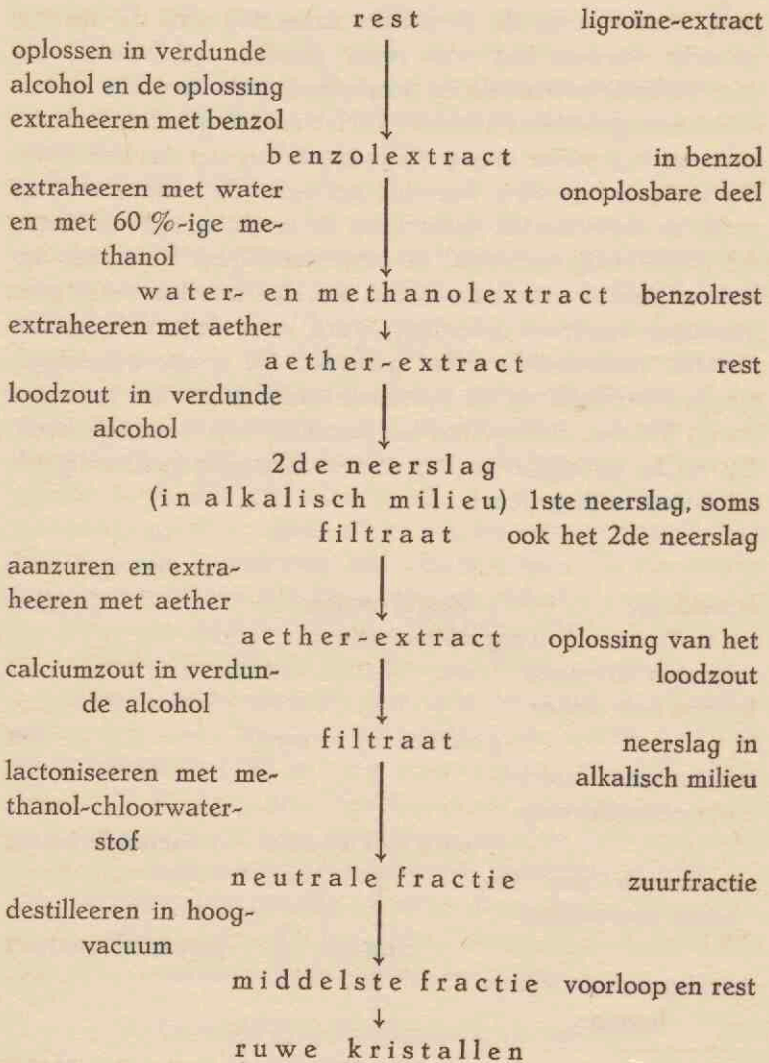 rest ligroïne-extract
oplossen in verdunde
alcohol en de oplossing
extraheeren met benzol
↓
benzolextract in benzol
extraheeren met water onoplosbare deel
en met 60 %-ige me-
thanol
↓
water- en methanolextract benzolrest
extraheeren met aether ↓
aether-extract rest
loodzout in verdunde
alcohol
↓
2de neerslag
(in alkalisch milieu) 1ste neerslag, soms
filtraat ook het 2de neerslag
aanzuren en extra-
heeren met aether
↓
aether-extract oplossing van het
calciumzout in verdun- loodzout
de alcohol
↓
filtraat neerslag in
lactoniseeren met me- alkalisch milieu
thanol-chloorwater-
stof
↓
neutrale fractie zuurfractie
destilleeren in hoog-
vacuum
↓
middelste fractie voorloop en rest
↓
ruwe kristallen